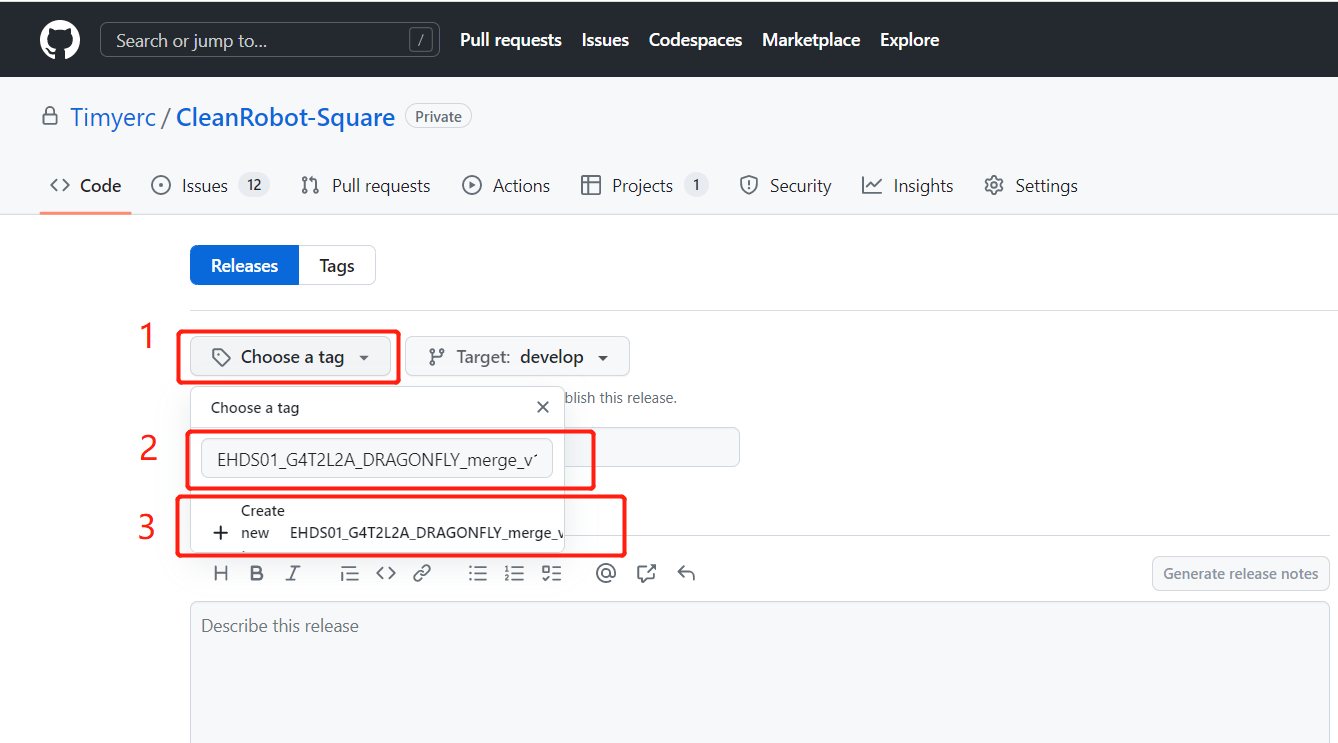 Search or jump to... / Pull requests Issues Codespaces Marketplace Explore
Timyerc / CleanRobot-Square Private
Code Issues 12 Pull requests Actions Projects 1 Security Insights Settings
Releases Tags
1 Choose a tag Target: develop
Choose a tag
blish this release.
2 EHDS01_G4T2L2A_DRAGONFLY_merge_v
Create
3 + new EHDS01_G4T2L2A_DRAGONFLY_merge_v
H B I <> @
Generate release notes
Describe this release